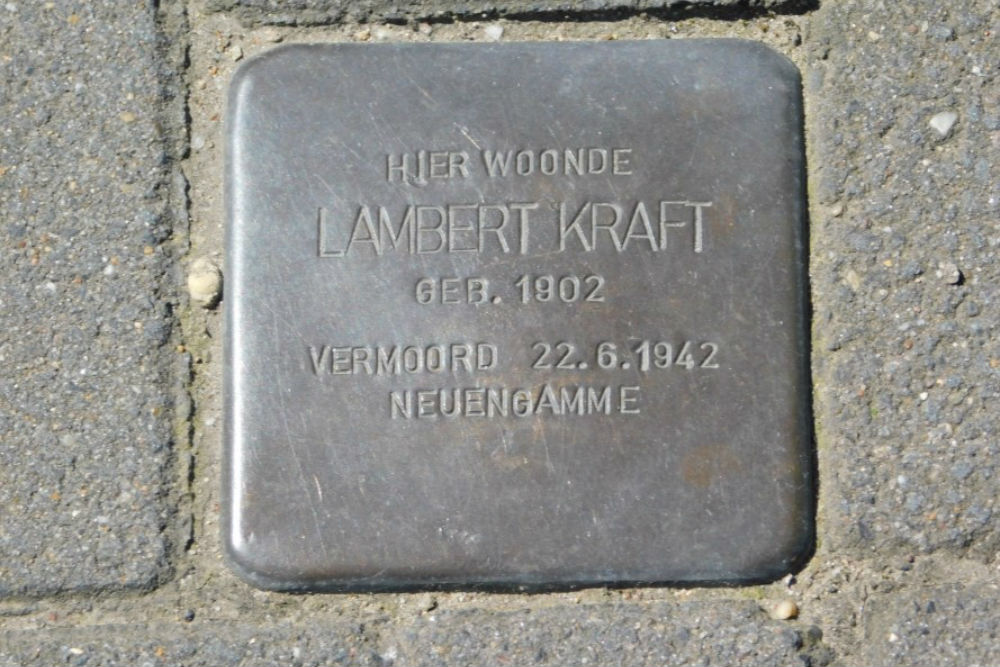 HIER WOONDE
LAMBERT KRAFT
GEB. 1902
VERMOORD 22.6.1942
NEUENGAMME